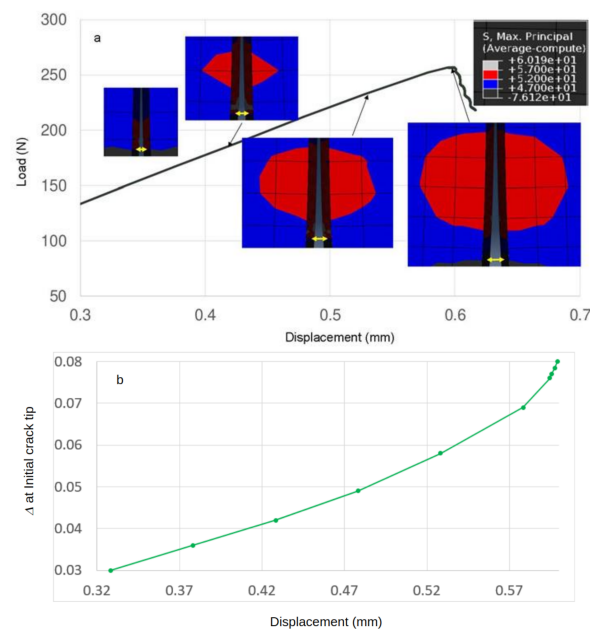 a
S, Max. Principal
(Average-compute)
+6.019e+01
+5.700e+01
+5.200e+01
+4.700e+01
-7.612e+01
300
250
200
150
100
50
Load (N)
0.3 0.4 0.5 0.6 0.7
Displacement (mm)
b
0.08
0.07
0.06
0.05
0.04
0.03
Δ at Initial crack tip
0.32 0.37 0.42 0.47 0.52 0.57
Displacement (mm)